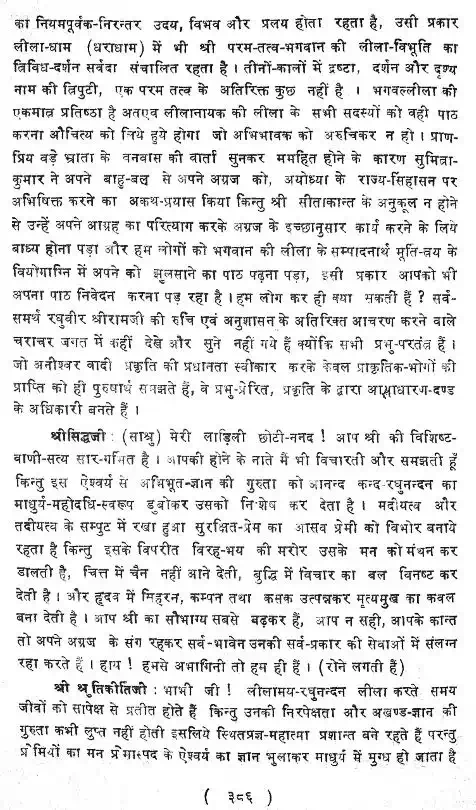 का नियमपूर्वक-निरन्तर उदय, विभव और प्रलय होता रहता है, उसी प्रकार
लीला-धाम (धराधाम) में भी श्री परम-तत्व-भगवान की लीला-विभूति का
त्रिविध-दर्शन सर्वदा संचालित रहता है । तीनों-कालों में द्रष्टा, दर्शन और दृश्य
नाम की त्रिपुटी, एक परम तत्व के अतिरिक्त कुछ नहीं है । भगवल्लीला की
एकमात्र प्रतिष्ठा है अतएव लीलानायक की लीला के सभी सदस्यों को वही पाठ
करना औचित्य को लिये हुये होगा जो अभिभावक को अरुचिकर न हो । प्राण-
प्रिय बड़े भ्राता के वनवास की वार्ता सुनकर मर्माहत होने के कारण सुमित्रा-
कुमार ने अपने बाहु-बल से अपने अग्रज को, अयोध्या के राज्य-सिंहासन पर
अभिषिक्त करने का अकथ-प्रयास किया किन्तु श्री सीताकान्त के अनुकूल न होने
से उन्हें अपने आग्रह का परित्याग करके अग्रज के इच्छानुसार कार्य करने के लिये
बाध्य होना पड़ा और हम लोगों को भगवान की लीला के सम्पादनार्थ मूर्ति-त्रय के
वियोगाग्नि में अपने को झुलसाने का पाठ पढ़ना पड़ा, इसी प्रकार आपको भी
अपना पाठ निवेदन करना पड़ रहा है । हम लोग कर ही क्या सकती हैं ? सर्व-
समर्थ रघुवीर श्रीरामजी की रुचि एवं अनुशासन के अतिरिक्त आचरण करने वाले
चराचर जगत में कहीं देखे और सुने नहीं गये हैं क्योंकि सभी प्रभु-परतंत्र हैं ।
जो अनीश्वर वादी प्रकृति की प्रधानता स्वीकार करके केवल प्राकृतिक-भोगों की
प्राप्ति को ही पुरुषार्थ समझते हैं, वे प्रभु-प्रेरित, प्रकृति के द्वारा असाधारण-दण्ड
के अधिकारी बनते हैं ।
श्रीसिद्धजी : (साश्रु) मेरी लाड़िली छोटी-ननद ! आप श्री की विशिष्ट-
वाणी-सत्य सार-गर्भित है । आपकी होने के नाते मैं भी विचारती और समझती हूँ
किन्तु इस ऐश्वर्य से अभिभूत-ज्ञान की गुरुता को आनन्द कन्द-रघुनन्दन का
माधुर्य-महोदधि-स्वरूप डुबोकर उसको निःशेष कर देता है । मदीयत्व और
तदीयत्व के सम्पुट में रखा हुआ सुरक्षित-प्रेम का आसव प्रेमी को विभोर बनाये
रहता है किन्तु इसके विपरीत विरह-भय की मरोर उसके मन को मंथन कर
डालती है, चित्त में चैन नहीं आने देती, बुद्धि में विचार का बल विनष्ट कर
देती है । और हृदय में सिहरन, कम्पन तथा कसक उत्पन्नकर मृत्यमुख का कवल
बना देती है । आप श्री का सौभाग्य सबसे बढ़कर हैं, आप न सही, आपके कान्त
तो अपने अग्रज के संग रहकर सर्व-भावेन उनकी सर्व-प्रकार की सेवाओं में संलग्न
रहा करते हैं । हाय ! हमसे अभागिनी तो हम ही हैं । (रोने लगती हैं)
श्री श्रुतिकीर्तिजी : भाभी जी ! लीलामय-रघुनन्दन लीला करते समय
जीवों को सापेक्ष से प्रतीत होते हैं किन्तु उनकी निरपेक्षता और अखण्ड-ज्ञान की
गुरुता कभी लुप्त नहीं होती इसलिये स्थितप्रज्ञ-महात्मा प्रशान्त बने रहते हैं परन्तु
प्रेमियों का मन प्रेमास्पद के ऐश्वर्य का ज्ञान भुलाकर माधुर्य में मुग्ध हो जाता है
( ३८६ )